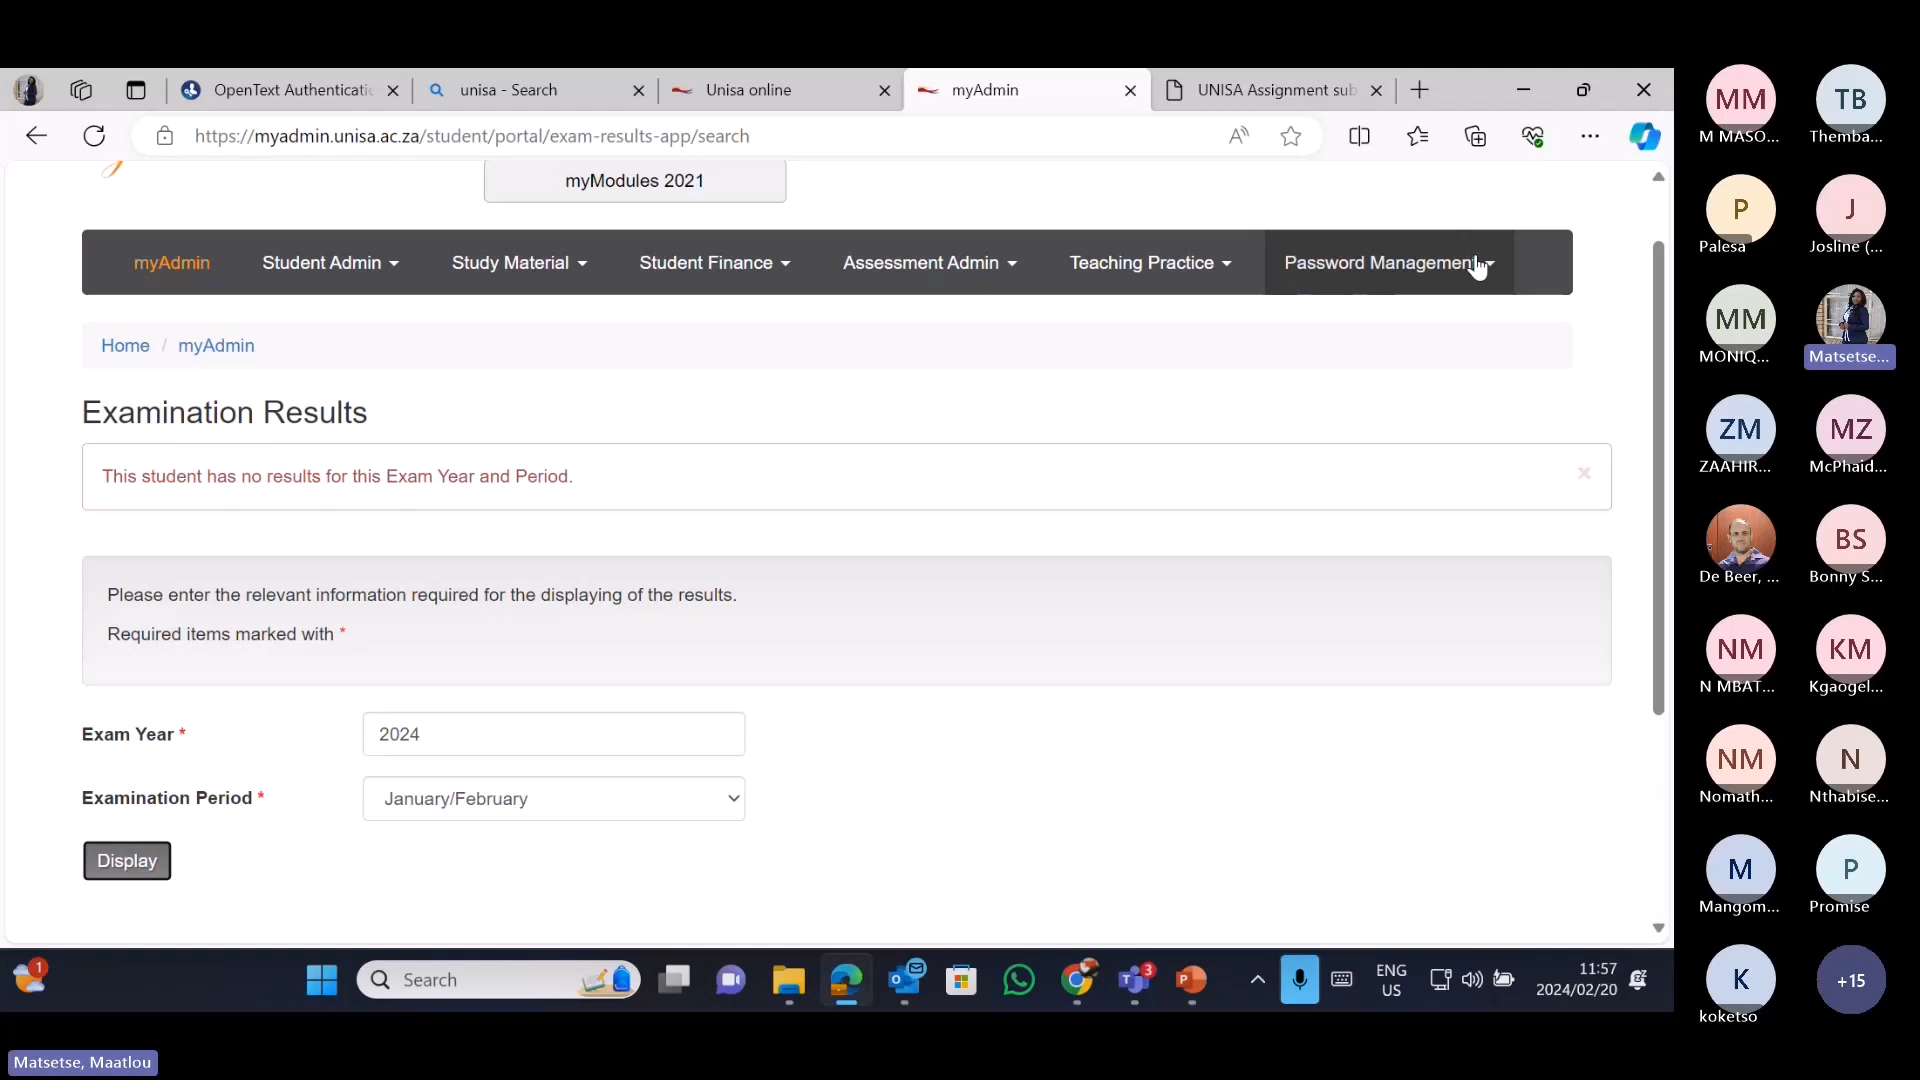 OpenText Authenticatic
unisa - Search
Unisa online
myAdmin
UNISA Assignment sub
https://myadmin.unisa.ac.za/student/portal/exam-results-app/search
myModules 2021
myAdmin
Student Admin
Study Material
Student Finance
Assessment Admin
Teaching Practice
Password Management
Home / myAdmin
Examination Results
This student has no results for this Exam Year and Period.
Please enter the relevant information required for the displaying of the results.
Required items marked with *
Exam Year *
2024
Examination Period *
January/February
Display
1
Search
3
ENG
US
11:57
2024/02/20
MM
M MASO...
TB
Themba...
P
Palesa
J
Josline (...
MM
MONIQ...
Matsetse...
ZM
ZAAHIR...
MZ
McPhaid...
De Beer, ...
BS
Bonny S...
NM
N MBAT...
KM
Kgaogel...
NM
Nomath...
N
Nthabise...
M
Mangom...
P
Promise
K
koketso
+15
Matsetse, Maatlou